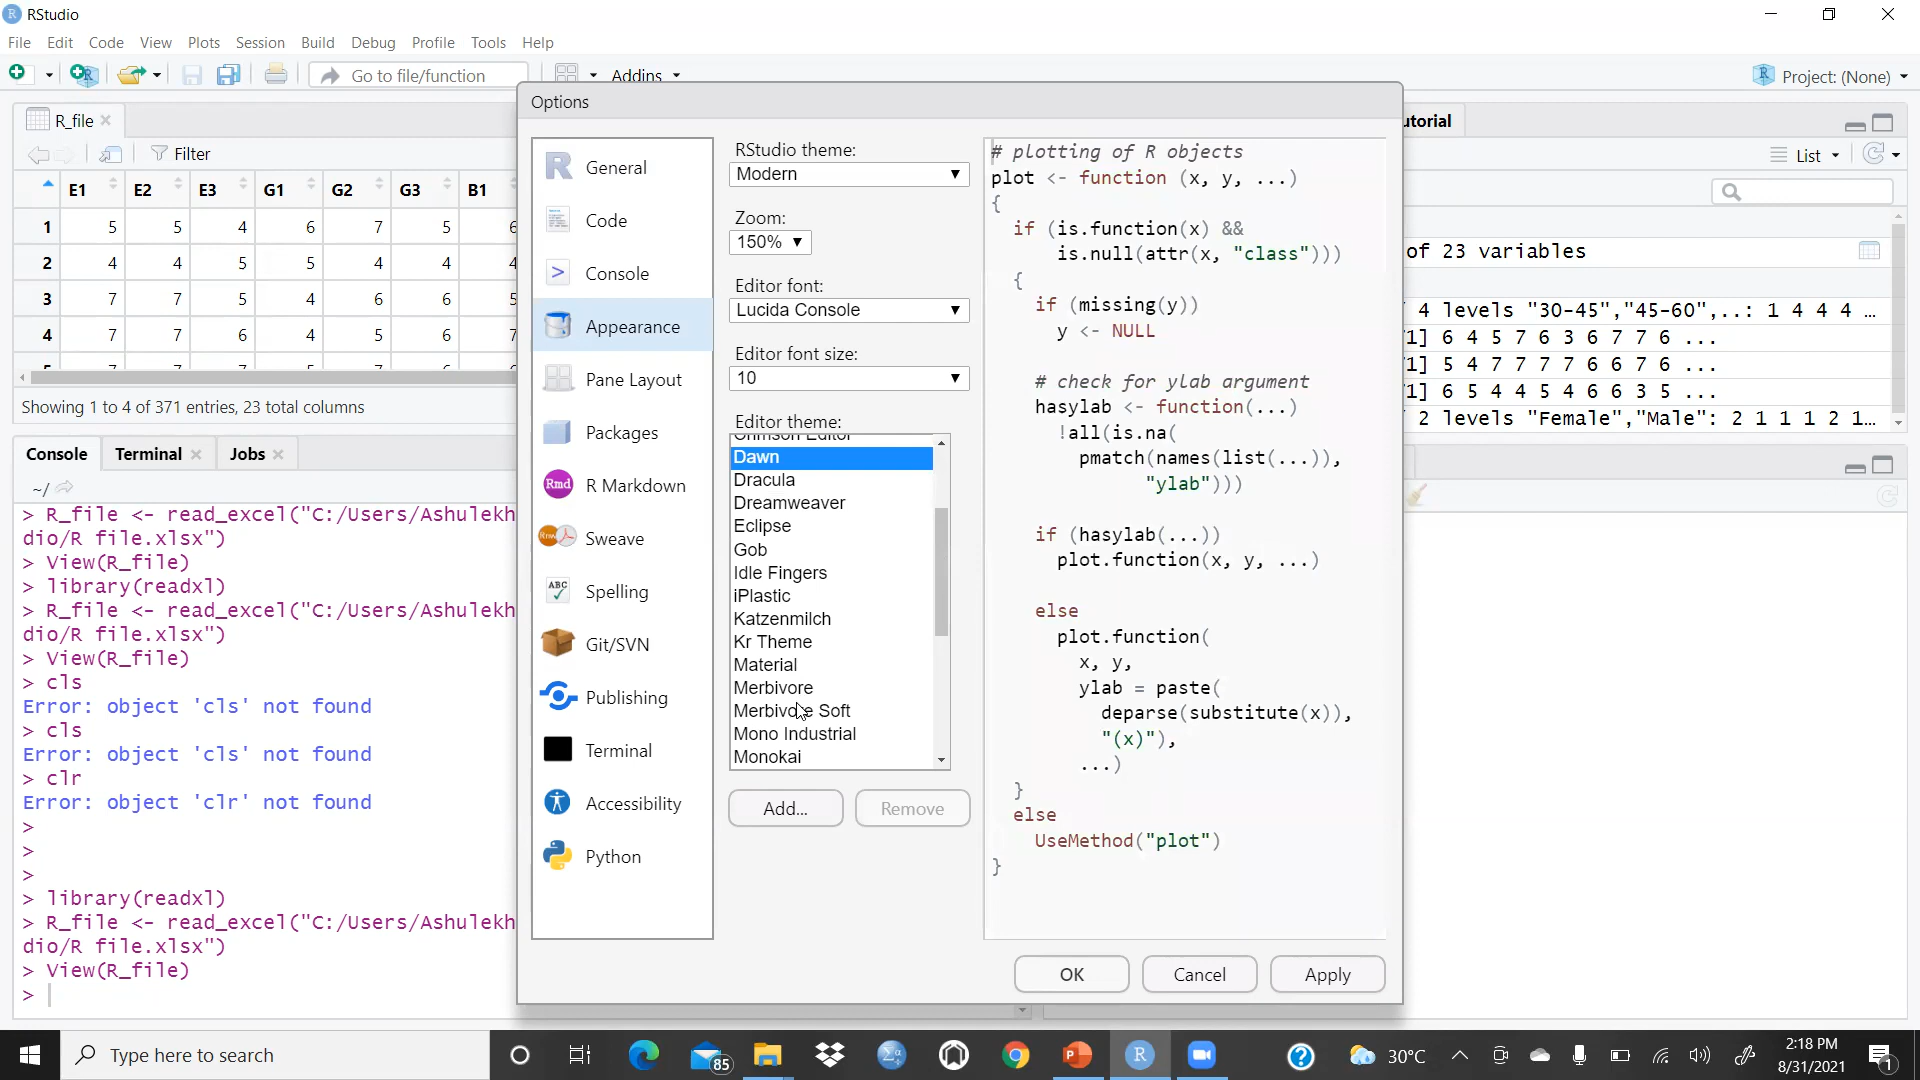 RStudio
File Edit Code View Plots Session Build Debug Profile Tools Help
Go to file/function
Addins
Project: (None)
R_file
Filter
E1 E2 E3 G1 G2 G3 B1
1 5 5 4 6 7 5 6
2 4 4 5 5 4 4 4
3 7 7 5 4 6 6 5
4 7 7 6 4 5 6 7
Showing 1 to 4 of 371 entries, 23 total columns
Console Terminal Jobs
~/
> R_file <- read_excel("C:/Users/Ashulekh
dio/R file.xlsx")
> View(R_file)
> library(readxl)
> R_file <- read_excel("C:/Users/Ashulekh
dio/R file.xlsx")
> View(R_file)
> cls
Error: object 'cls' not found
> cls
Error: object 'cls' not found
> clr
Error: object 'clr' not found
>
>
>
> library(readxl)
> R_file <- read_excel("C:/Users/Ashulekh
dio/R file.xlsx")
> View(R_file)
>
Options
General
Code
Console
Appearance
Pane Layout
Packages
Rmd R Markdown
Sweave
ABC Spelling
Git/SVN
Publishing
Terminal
Accessibility
Python
RStudio theme:
Modern
Zoom:
150%
Editor font:
Lucida Console
Editor font size:
10
Editor theme:
Crimson Editor
Dawn
Dracula
Dreamweaver
Eclipse
Gob
Idle Fingers
iPlastic
Katzenmilch
Kr Theme
Material
Merbivore
Merbivore Soft
Mono Industrial
Monokai
Add... Remove
# plotting of R objects
plot <- function (x, y, ...)
{
if (is.function(x) &&
is.null(attr(x, "class")))
{
if (missing(y))
y <- NULL
# check for ylab argument
hasylab <- function(...)
!all(is.na(
pmatch(names(list(...)),
"ylab")))
if (hasylab(...))
plot.function(x, y, ...)
else
plot.function(
x, y,
ylab = paste(
deparse(substitute(x)),
"(x)"),
...)
}
else
UseMethod("plot")
}
OK Cancel Apply
utorial
List
of 23 variables
4 levels "30-45","45-60",..: 1 4 4 4 ...
1] 6 4 5 7 6 3 6 7 7 6 ...
1] 5 4 7 7 7 7 6 6 7 6 ...
1] 6 5 4 4 5 4 6 6 3 5 ...
2 levels "Female","Male": 2 1 1 1 2 1...
Type here to search
85
30°C
2:18 PM
8/31/2021
1